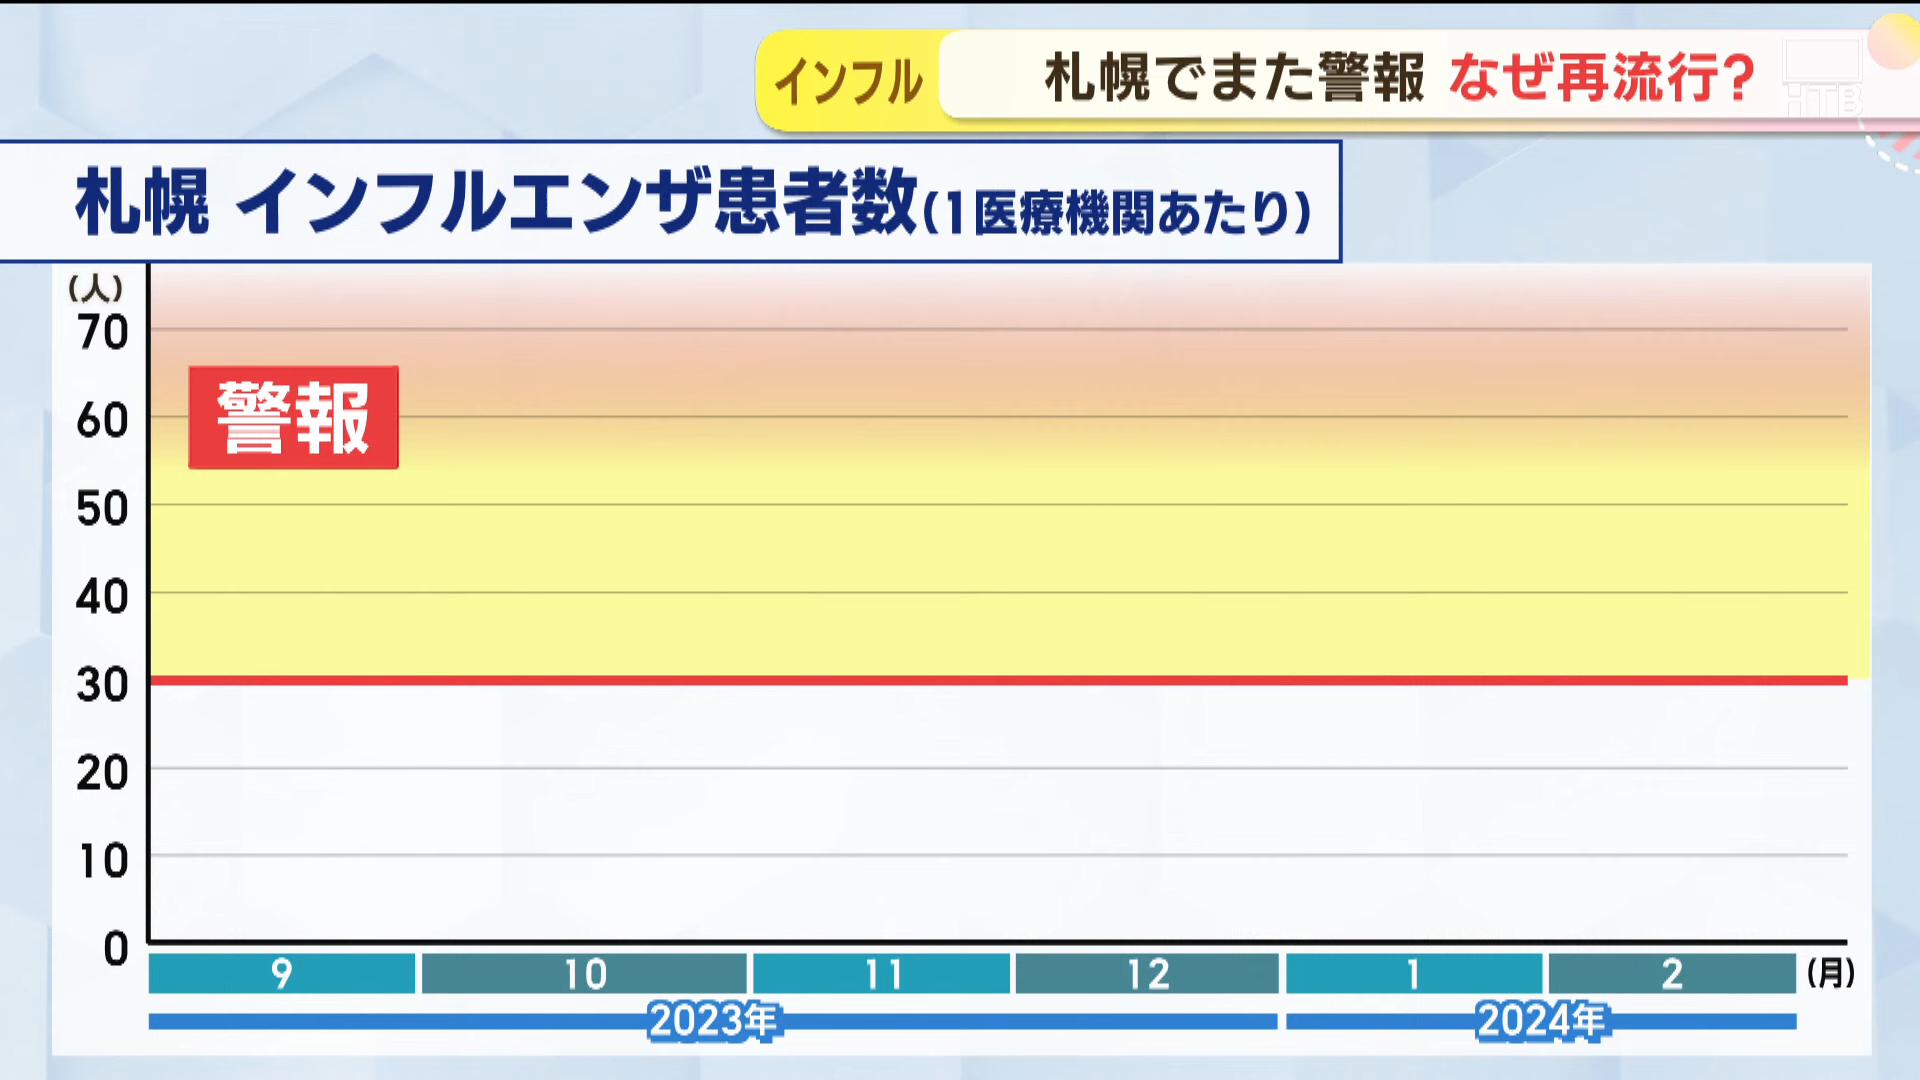 インフル 札幌でまた警報 なぜ再流行?
HTB
札幌 インフルエンザ患者数(1医療機関あたり)
(人)
70
警報
60
50
40
30
20
10
0
9 10 11 12 1 2 (月)
2023年 2024年